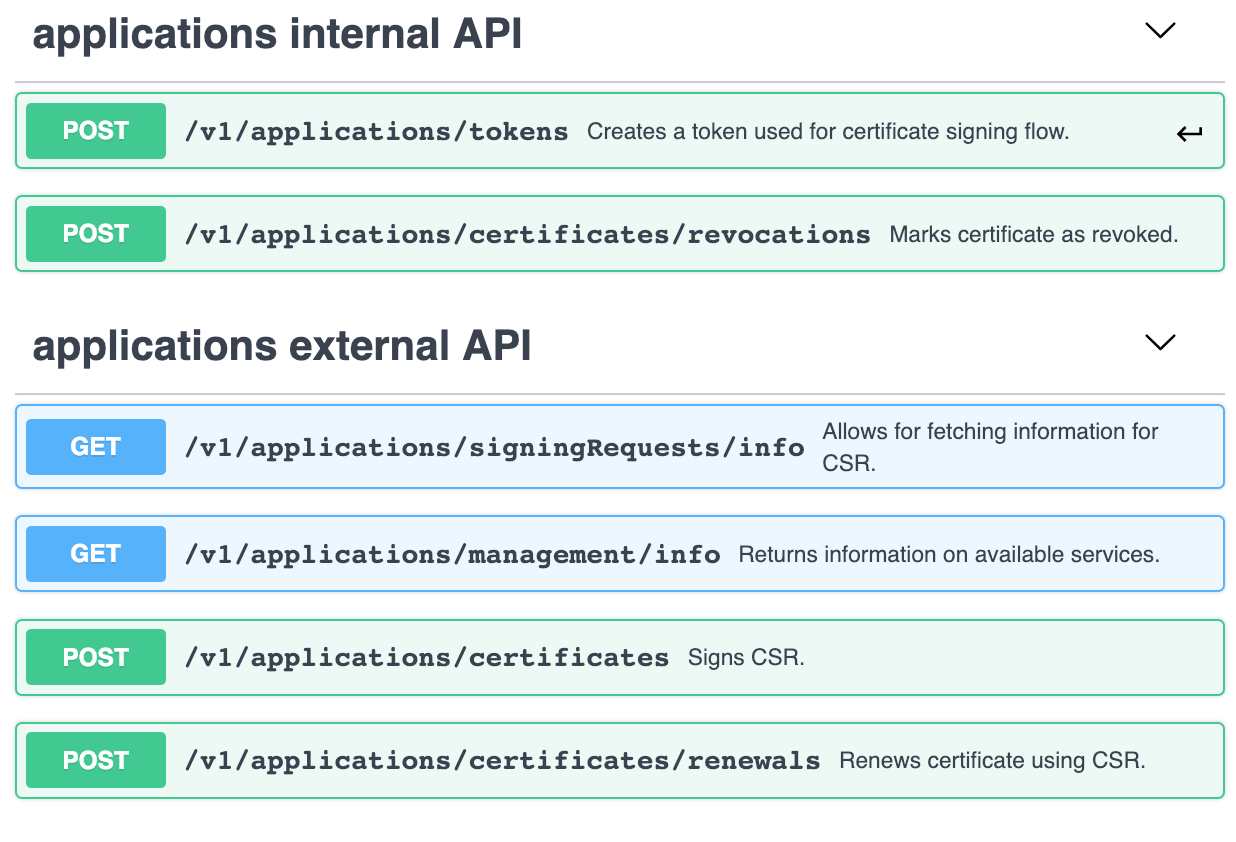 applications internal API
POST /v1/applications/tokens Creates a token used for certificate signing flow.
POST /v1/applications/certificates/revocations Marks certificate as revoked.
applications external API
GET /v1/applications/signingRequests/info Allows for fetching information for
CSR.
GET /v1/applications/management/info Returns information on available services.
POST /v1/applications/certificates Signs CSR.
POST /v1/applications/certificates/renewals Renews certificate using CSR.